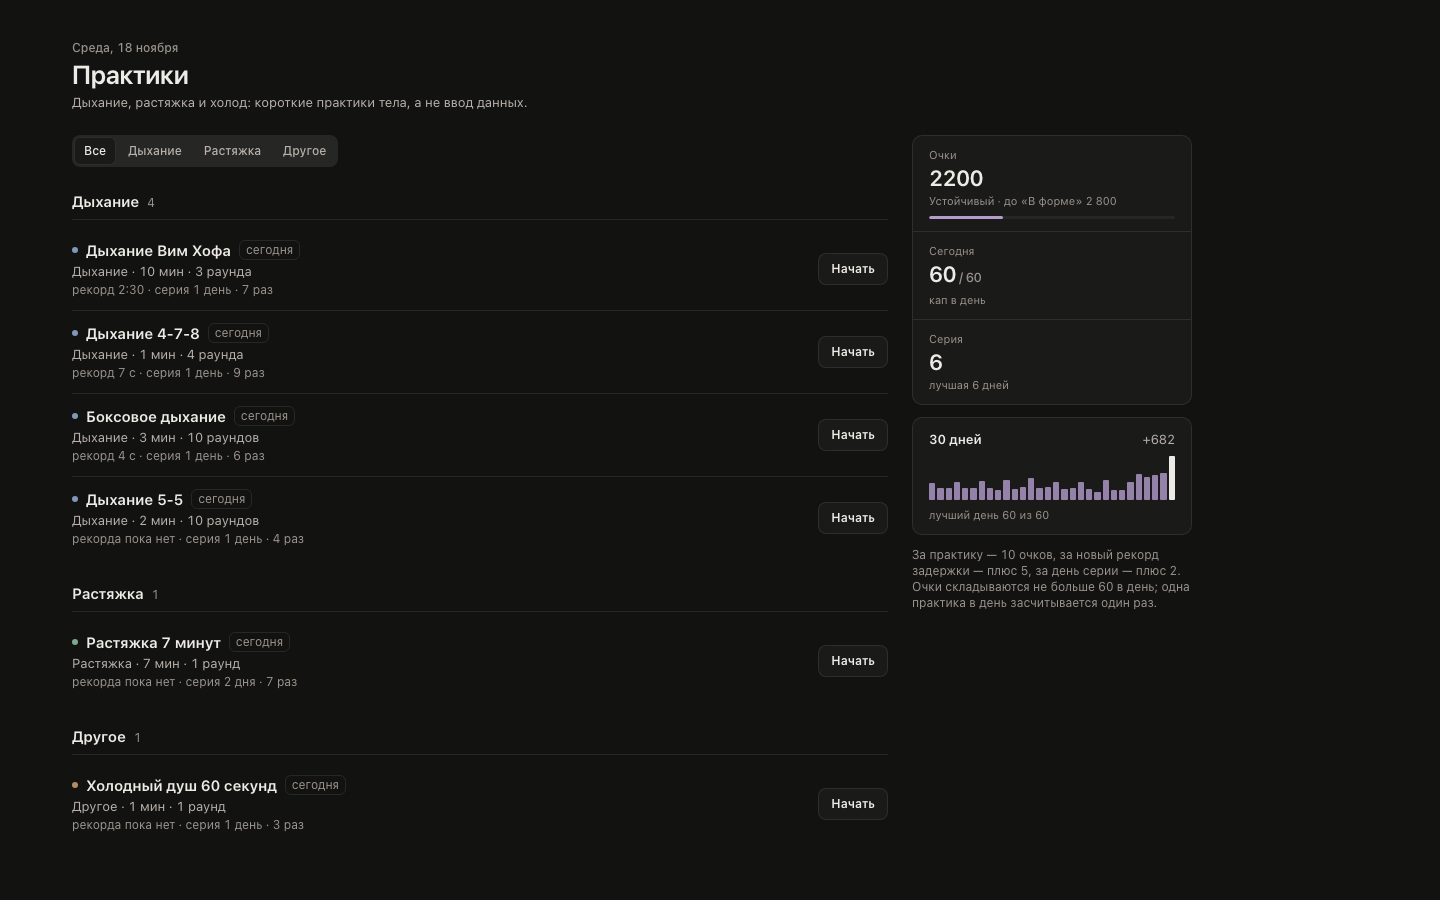 Среда, 18 ноября
Практики
Дыхание, растяжка и холод: короткие практики тела, а не ввод данных.
Все Дыхание Растяжка Другое
Дыхание 4
Дыхание Вим Хофа сегодня
Дыхание · 10 мин · 3 раунда
рекорд 2:30 · серия 1 день · 7 раз
Начать
Дыхание 4-7-8 сегодня
Дыхание · 1 мин · 4 раунда
рекорд 7 с · серия 1 день · 9 раз
Начать
Боксовое дыхание сегодня
Дыхание · 3 мин · 10 раундов
рекорд 4 с · серия 1 день · 6 раз
Начать
Дыхание 5-5 сегодня
Дыхание · 2 мин · 10 раундов
рекорда пока нет · серия 1 день · 4 раз
Начать
Растяжка 1
Растяжка 7 минут сегодня
Растяжка · 7 мин · 1 раунд
рекорда пока нет · серия 2 дня · 7 раз
Начать
Другое 1
Холодный душ 60 секунд сегодня
Другое · 1 мин · 1 раунд
рекорда пока нет · серия 1 день · 3 раз
Начать
Очки
2200
Устойчивый · до «В форме» 2 800
Сегодня
60 / 60
кап в день
Серия
6
лучшая 6 дней
30 дней +682
лучший день 60 из 60
За практику — 10 очков, за новый рекорд
задержки — плюс 5, за день серии — плюс 2.
Очки складываются не больше 60 в день; одна
практика в день засчитывается один раз.